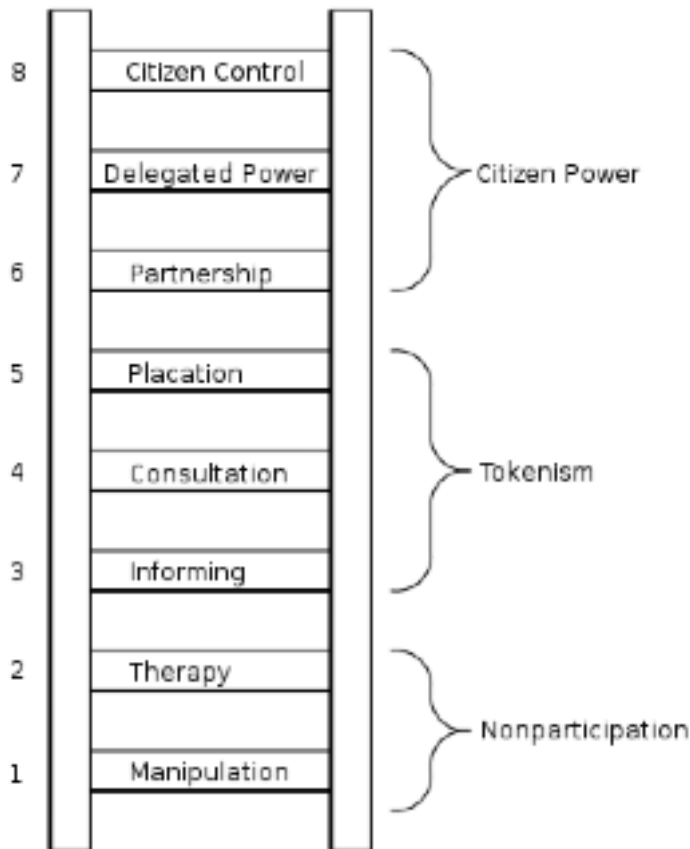 8 Citizen Control
7 Delegated Power Citizen Power
6 Partnership
5 Placation
4 Consultation Tokenism
3 Informing
2 Therapy
Nonparticipation
1 Manipulation